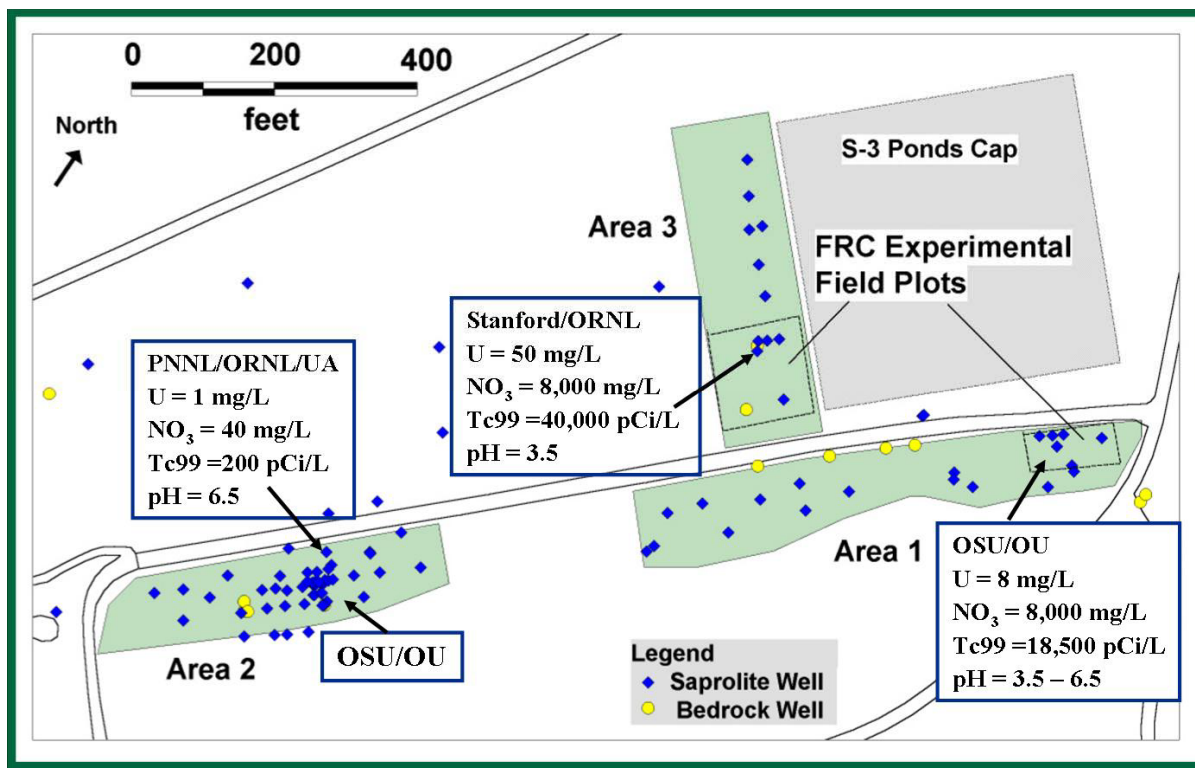 0 200 400
feet
North
S-3 Ponds Cap
Area 3
FRC Experimental
Field Plots
Stanford/ORNL
U = 50 mg/L
NO₃ = 8,000 mg/L
Tc99 =40,000 pCi/L
pH = 3.5
PNNL/ORNL/UA
U = 1 mg/L
NO₃ = 40 mg/L
Tc99 =200 pCi/L
pH = 6.5
Area 1
OSU/OU
U = 8 mg/L
NO₃ = 8,000 mg/L
Tc99 =18,500 pCi/L
pH = 3.5 – 6.5
Area 2
OSU/OU
Legend
Saprolite Well
Bedrock Well